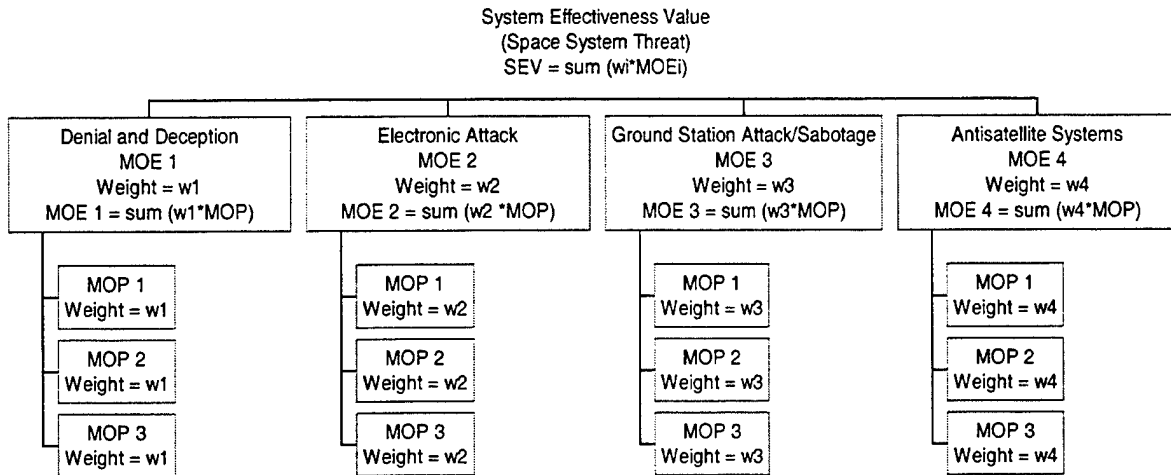 System Effectiveness Value
(Space System Threat)
SEV = sum (wi*MOEi)
Denial and Deception
MOE 1
Weight = w1
MOE 1 = sum (w1*MOP)
Electronic Attack
MOE 2
Weight = w2
MOE 2 = sum (w2 *MOP)
Ground Station Attack/Sabotage
MOE 3
Weight = w3
MOE 3 = sum (w3*MOP)
Antisatellite Systems
MOE 4
Weight = w4
MOE 4 = sum (w4*MOP)
MOP 1
Weight = w1
MOP 2
Weight = w1
MOP 3
Weight = w1
MOP 1
Weight = w2
MOP 2
Weight = w2
MOP 3
Weight = w2
MOP 1
Weight = w3
MOP 2
Weight = w3
MOP 3
Weight = w3
MOP 1
Weight = w4
MOP 2
Weight = w4
MOP 3
Weight = w4